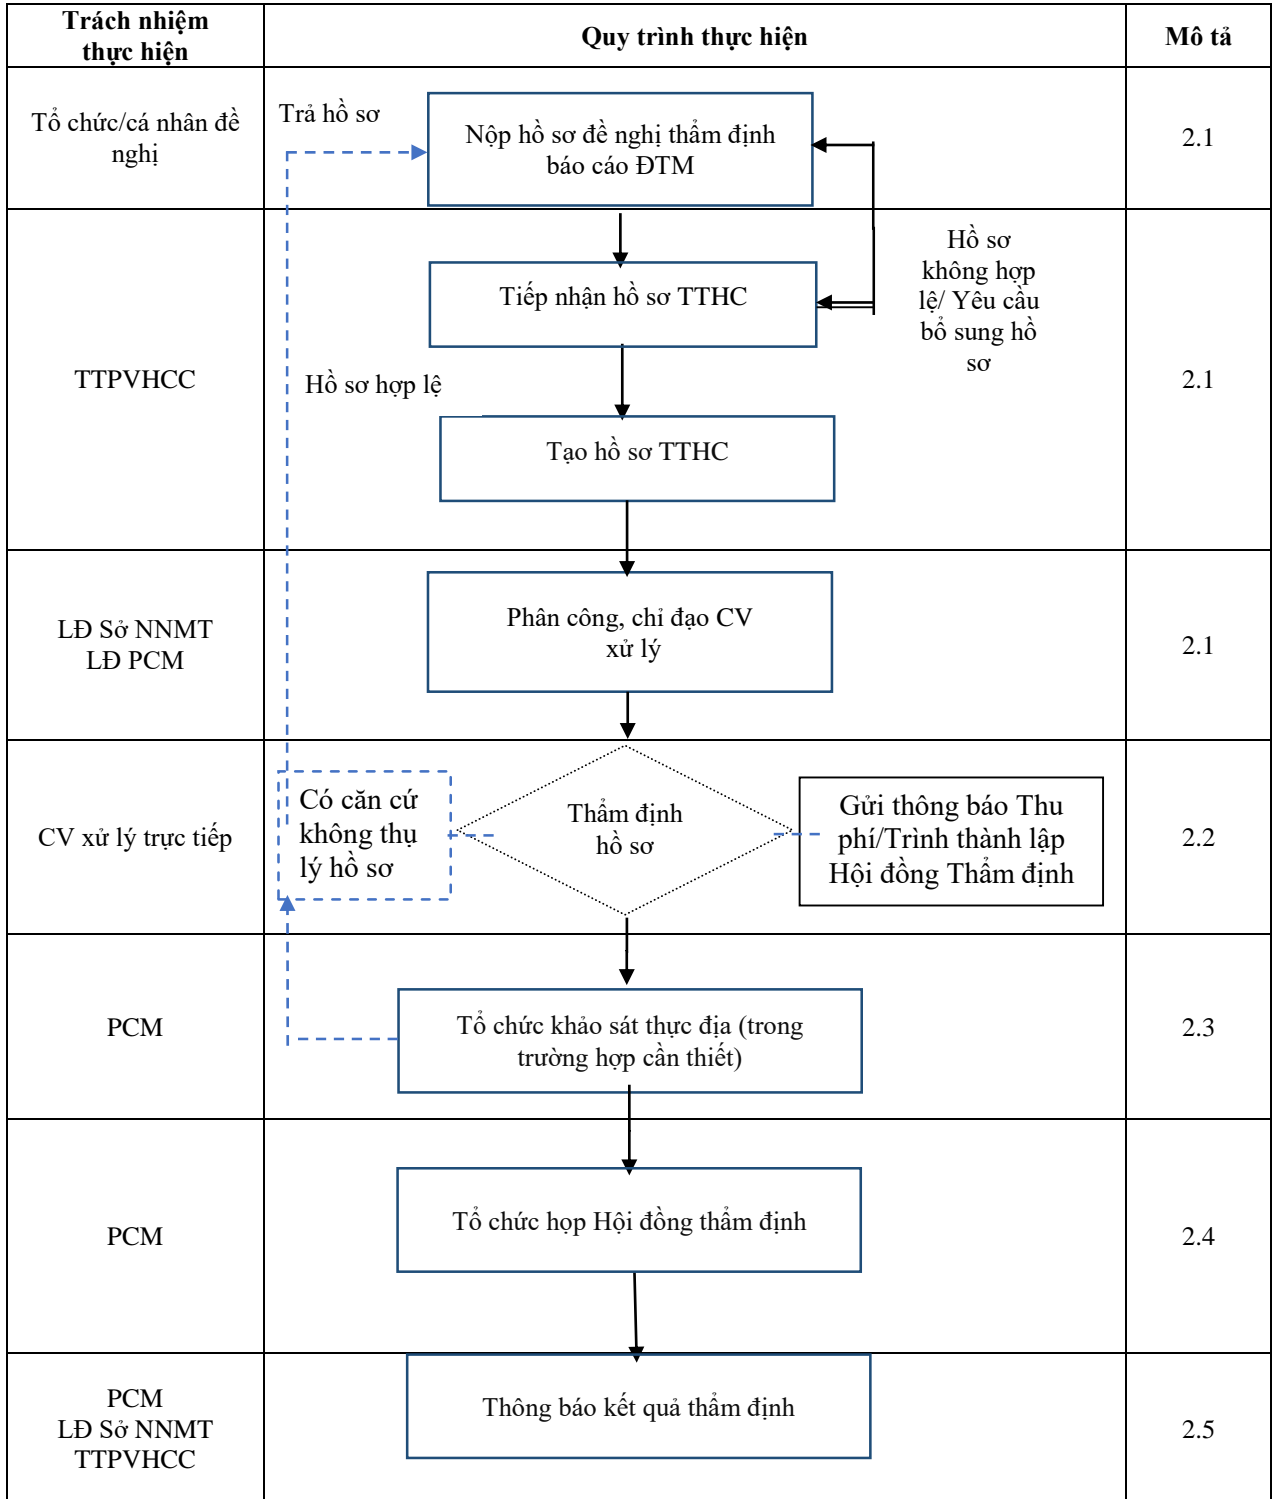 Trách nhiệm
thực hiện
Quy trình thực hiện
Mô tả
Tổ chức/cá nhân đề
nghị
Trả hồ sơ
Nộp hồ sơ đề nghị thẩm định
báo cáo ĐTM
2.1
TTPVHCC
Tiếp nhận hồ sơ TTHC
Hồ sơ
không hợp
lệ/ Yêu cầu
bổ sung hồ
sơ
Hồ sơ hợp lệ
Tạo hồ sơ TTHC
2.1
LĐ Sở NNMT
LĐ PCM
Phân công, chỉ đạo CV
xử lý
2.1
CV xử lý trực tiếp
Có căn cứ
không thụ
lý hồ sơ
Thẩm định
hồ sơ
Gửi thông báo Thu
phí/Trình thành lập
Hội đồng Thẩm định
2.2
PCM
Tổ chức khảo sát thực địa (trong
trường hợp cần thiết)
2.3
PCM
Tổ chức họp Hội đồng thẩm định
2.4
PCM
LĐ Sở NNMT
TTPVHCC
Thông báo kết quả thẩm định
2.5